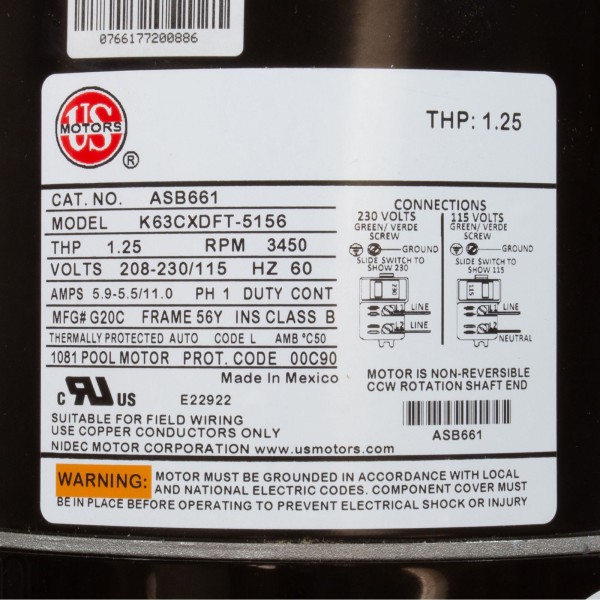 0766177200886
US
MOTORS
®
THP: 1.25
CAT. NO. ASB661
MODEL K63CXDFT-5156
THP 1.25 RPM 3450
VOLTS 208-230/115 HZ 60
AMPS 5.9-5.5/11.0 PH 1 DUTY CONT
MFG# G20C FRAME 56Y INS CLASS B
THERMALLY PROTECTED AUTO CODE L AMB °C50
1081 POOL MOTOR PROT. CODE 00C90
Made In Mexico
C RU US E22922
SUITABLE FOR FIELD WIRING
USE COPPER CONDUCTORS ONLY
NIDEC MOTOR CORPORATION www.usmotors.com
CONNECTIONS
230 VOLTS
GREEN/ VERDE
SCREW
GROUND
SLIDE SWITCH TO
SHOW 230
230
L1 LINE
L2 LINE
115 VOLTS
GREEN/ VERDE
SCREW
GROUND
SLIDE SWITCH TO
SHOW 115
115
L1 LINE
L2
NEUTRAL
MOTOR IS NON-REVERSIBLE
CCW ROTATION SHAFT END
ASB661
WARNING: MOTOR MUST BE GROUNDED IN ACCORDANCE WITH LOCAL
AND NATIONAL ELECTRIC CODES. COMPONENT COVER MUST
BE IN PLACE BEFORE OPERATING TO PREVENT ELECTRICAL SHOCK OR INJURY